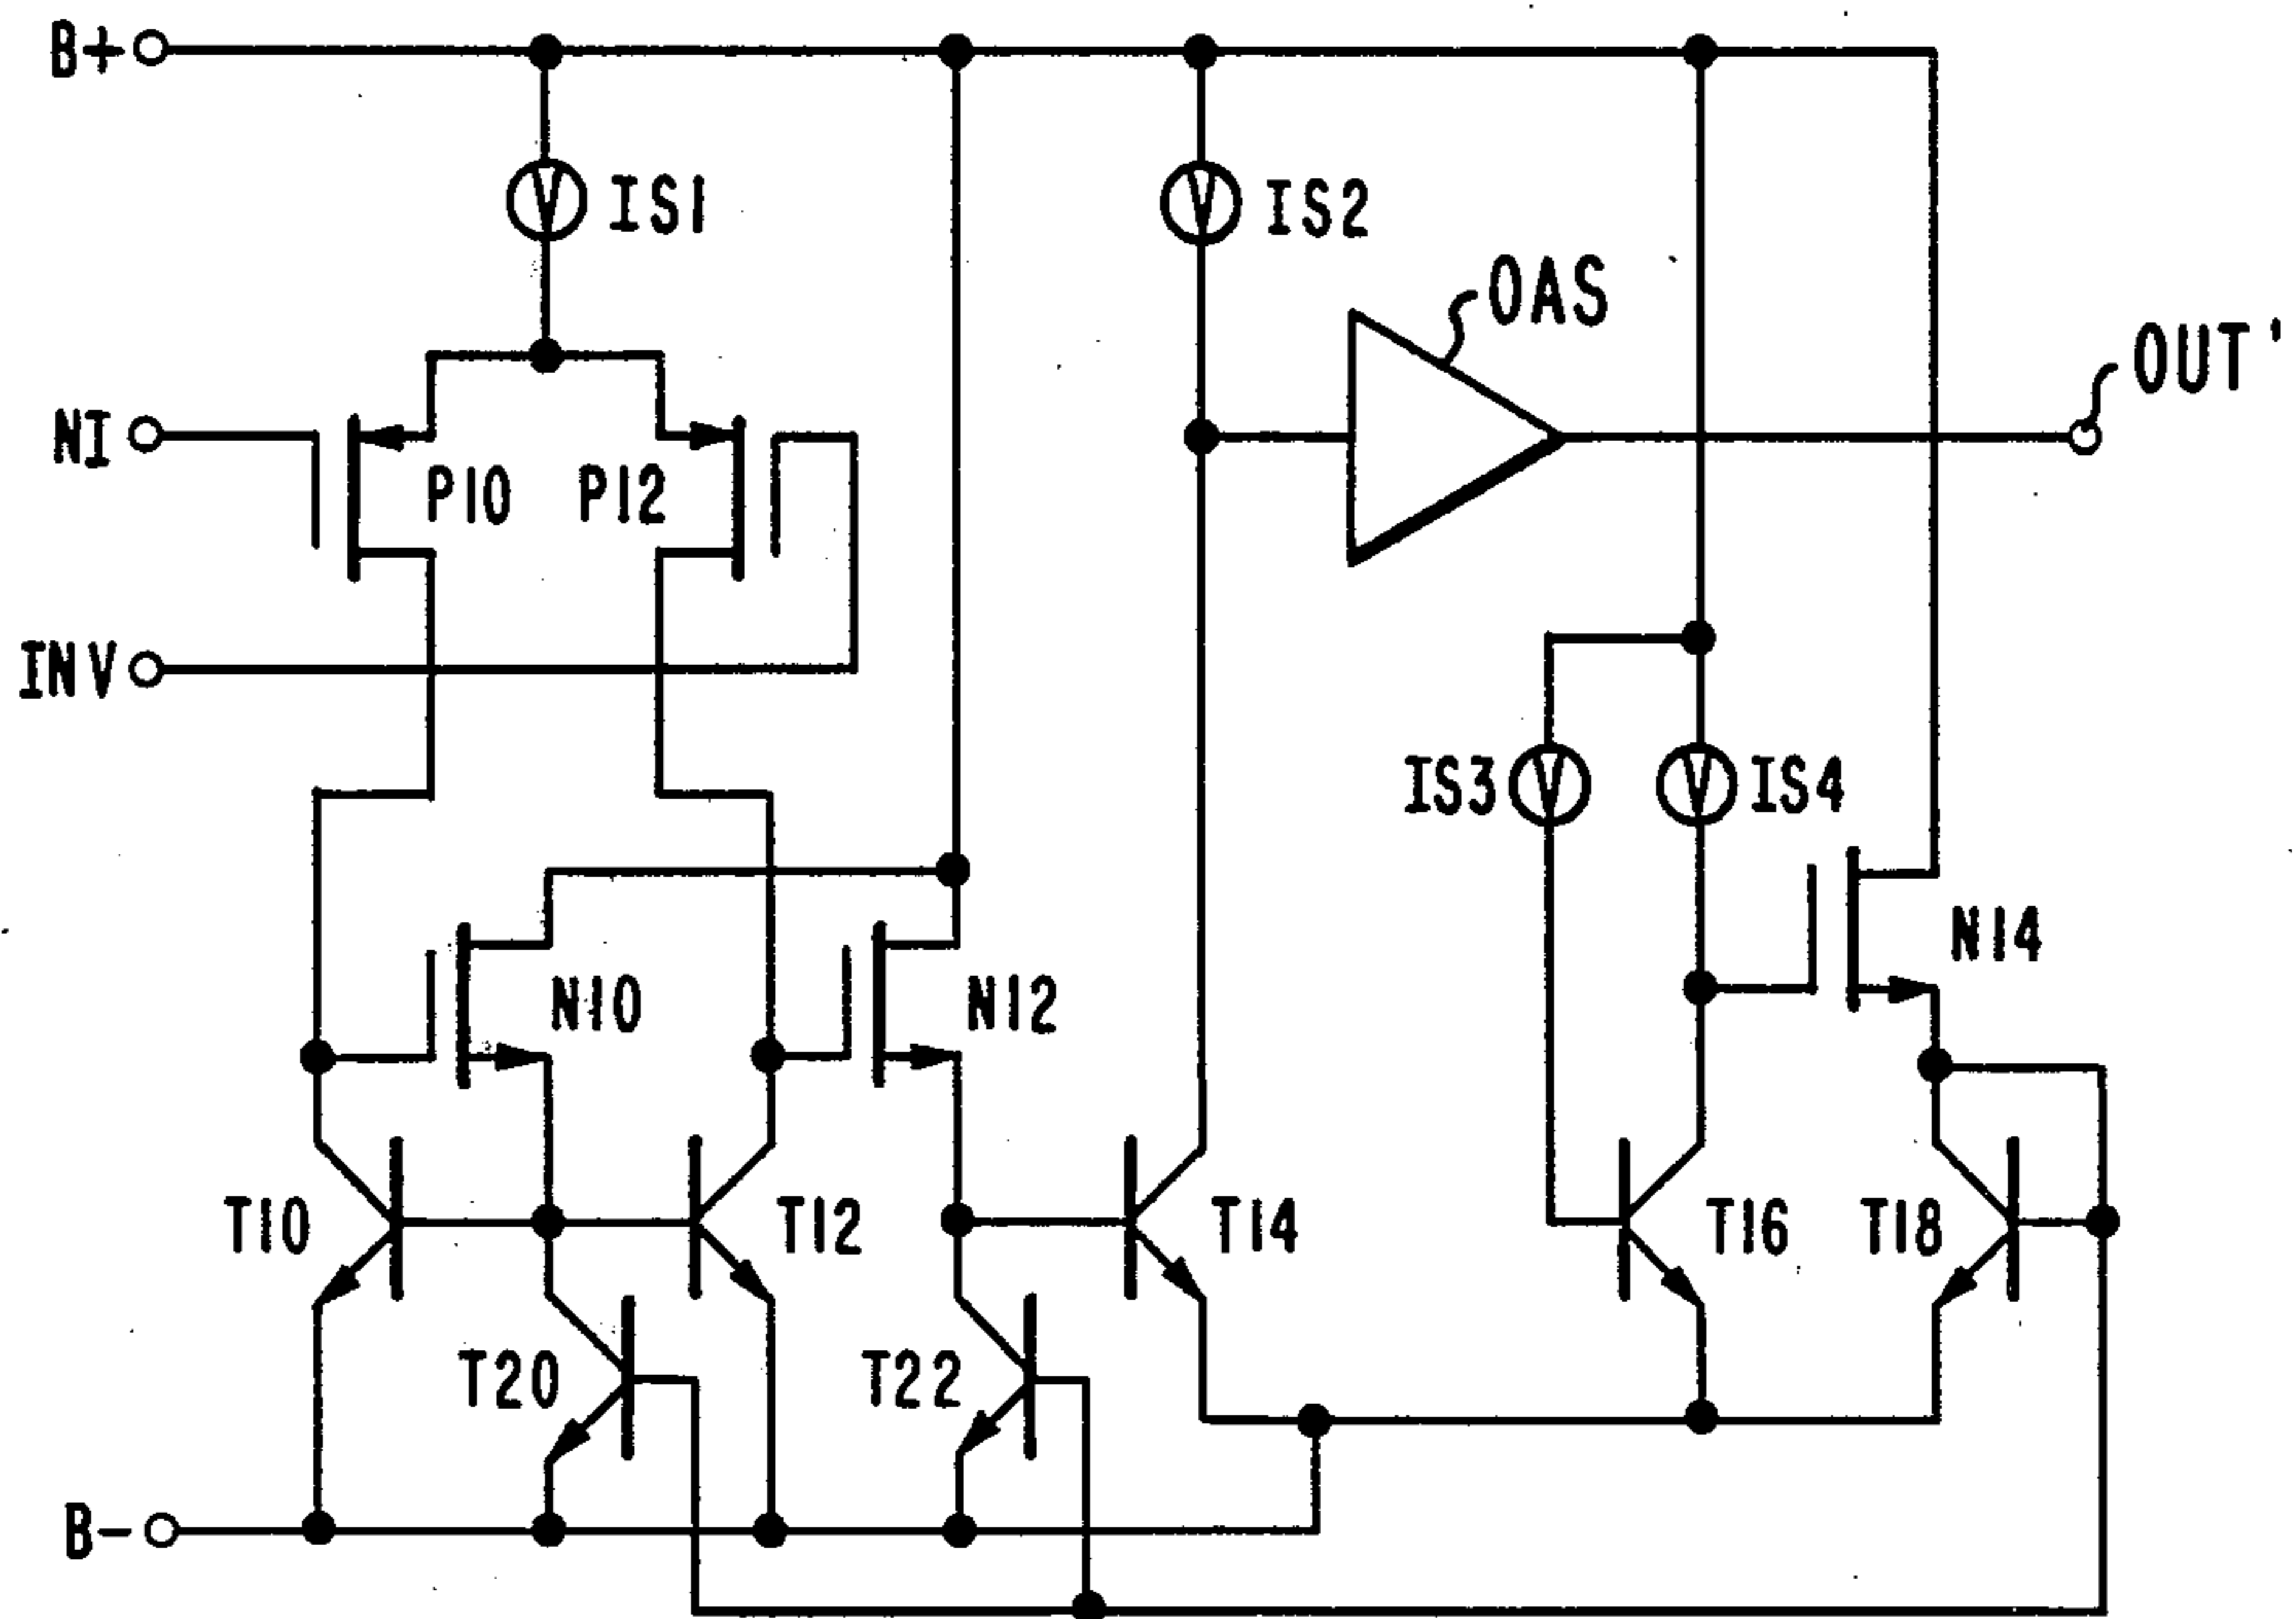 B+
IS1
IS2
OAS
OUT'
NI
P10
P12
INV
IS3
IS4
N10
N12
N14
T10
T12
T14
T16
T18
T20
T22
B-